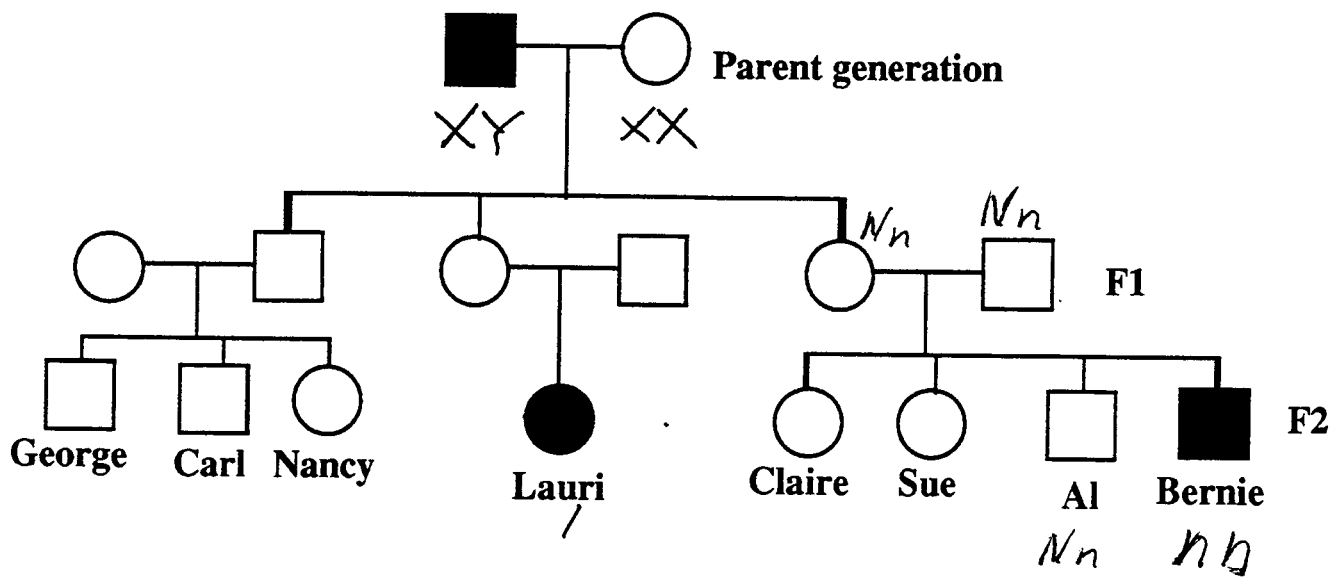 Parent generation
XY XX
Nn Nn
F1
F2
George Carl Nancy
Lauri
Claire Sue Al Bernie
Nn nn